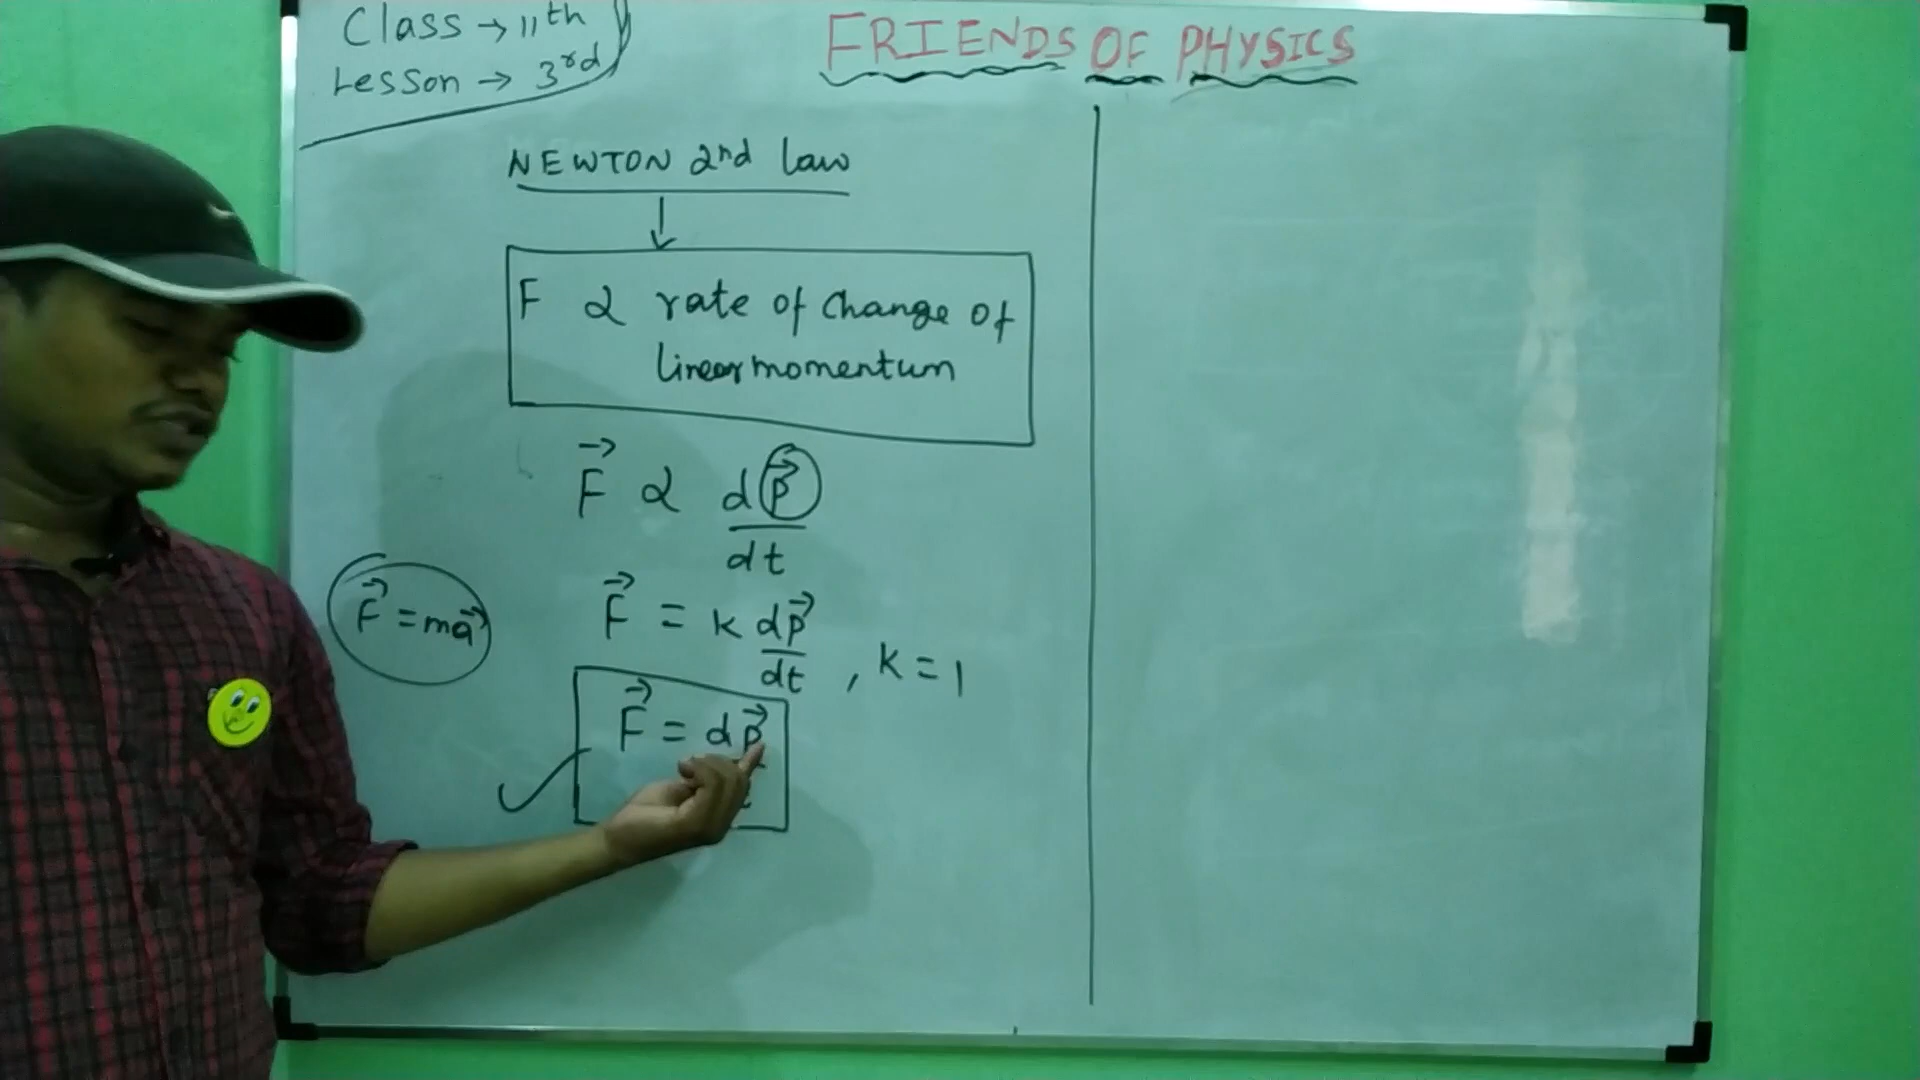 Class → 11th
Lesson → 3rd
FRIENDS OF PHYSICS
NEWTON 2nd law
F α rate of change of
linear momentum
F⃗ α dp⃗
dt
F⃗ = ma⃗
F⃗ = k dp⃗
dt , k = 1
F⃗ = dp⃗